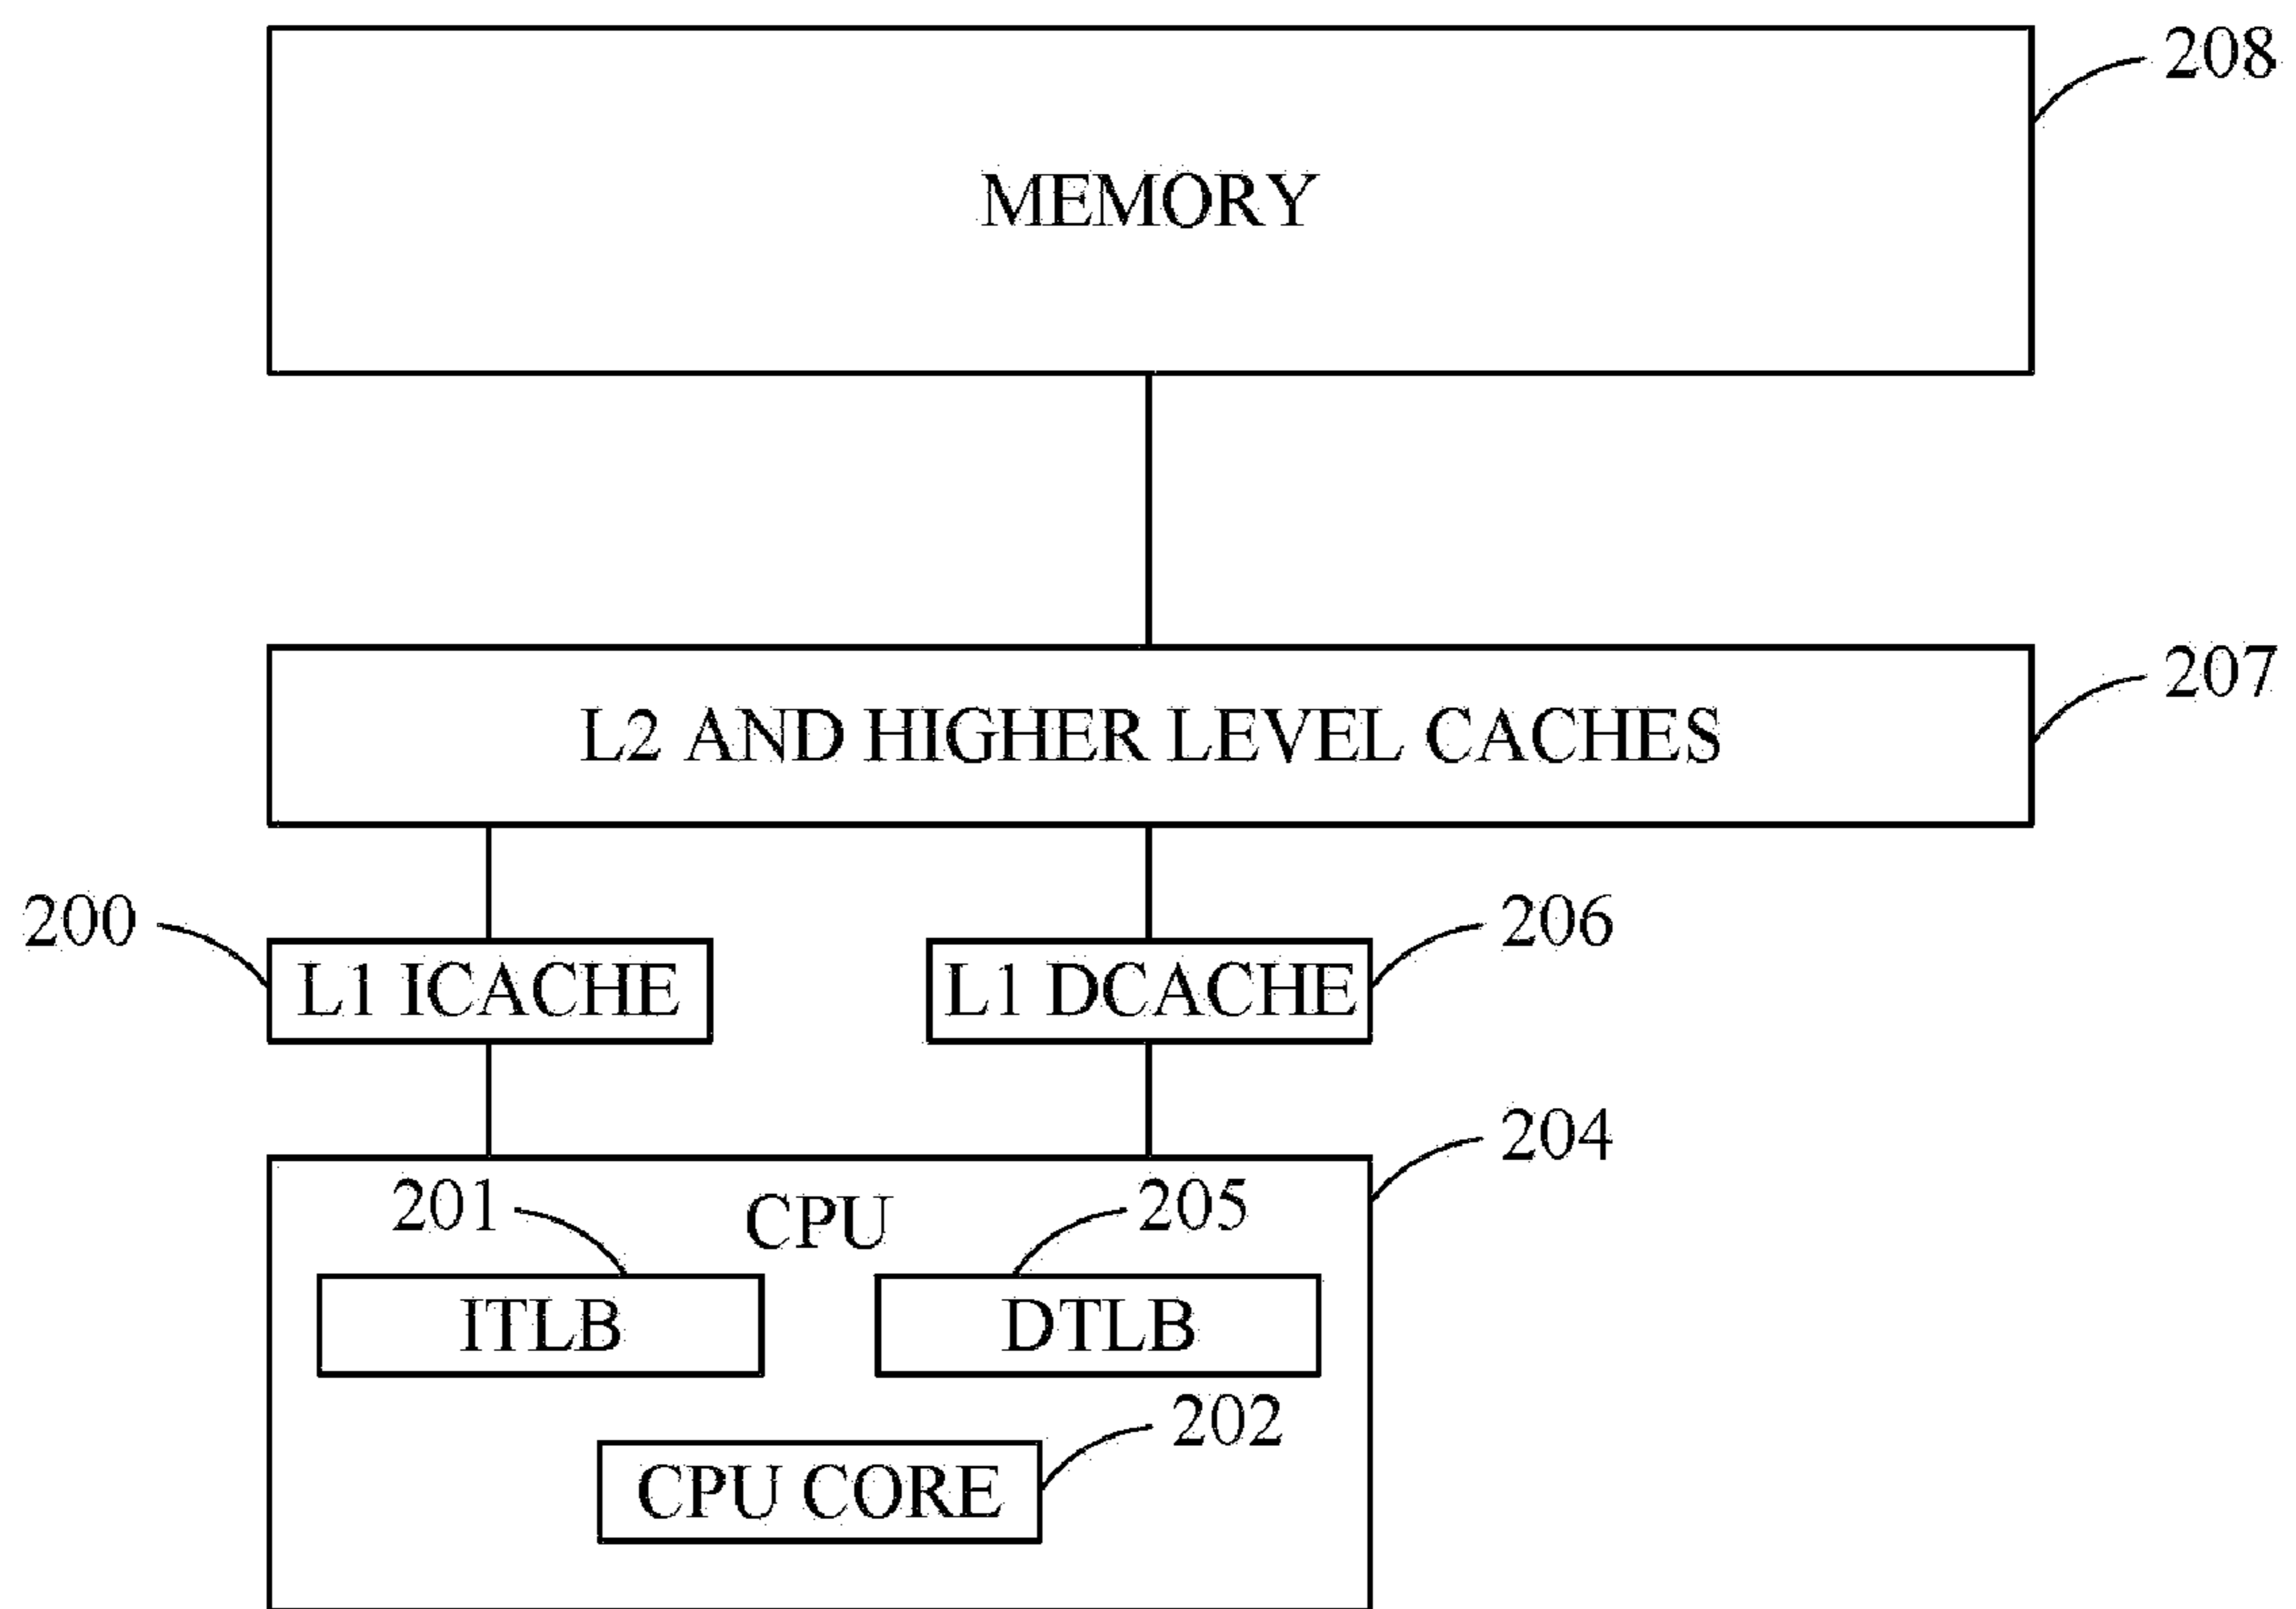 208
MEMORY
207
L2 AND HIGHER LEVEL CACHES
200
206
L1 ICACHE
L1 DCACHE
204
201
CPU
205
ITLB
DTLB
202
CPU CORE